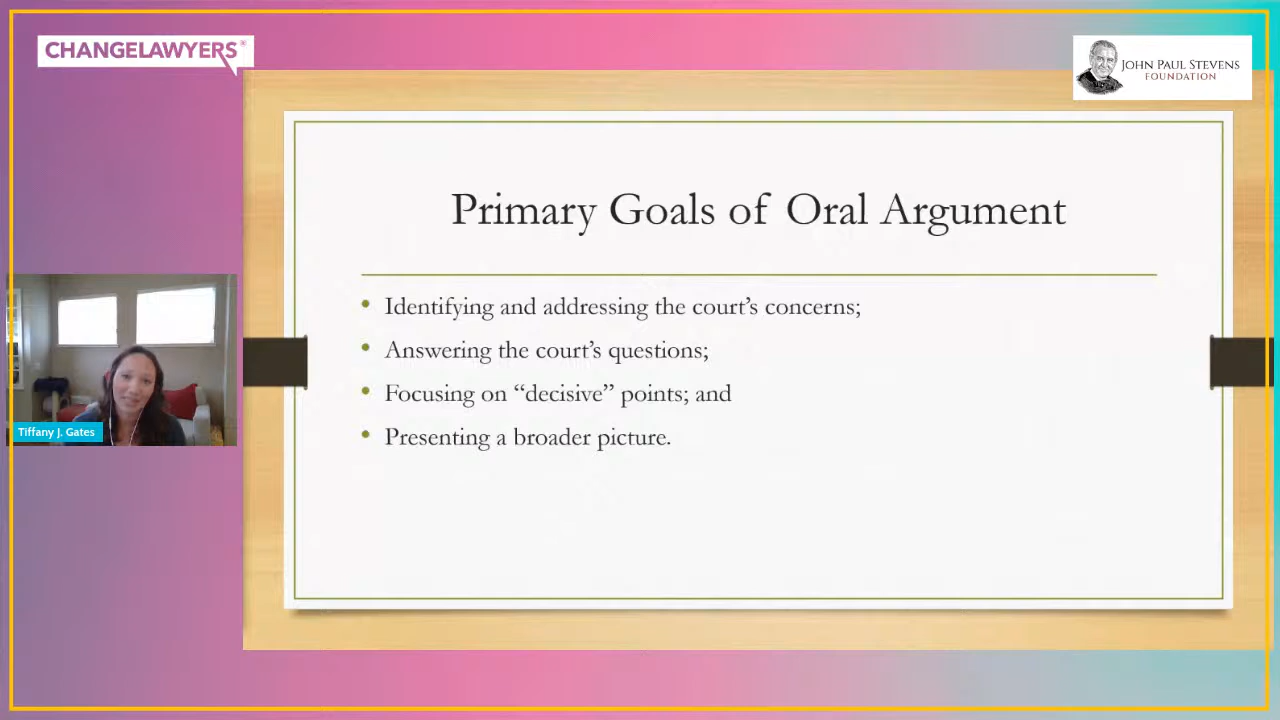 CHANGELAWYERS®
JOHN PAUL STEVENS
FOUNDATION
Primary Goals of Oral Argument
• Identifying and addressing the court’s concerns;
• Answering the court’s questions;
• Focusing on “decisive” points; and
• Presenting a broader picture.
Tiffany J. Gates